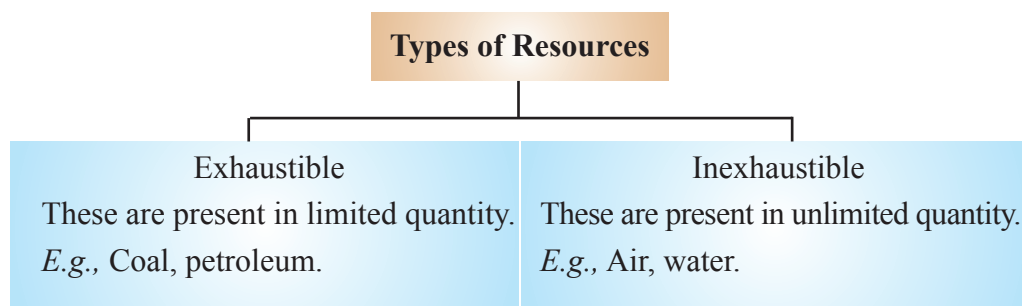 Types of Resources
Exhaustible
These are present in limited quantity.
E.g., Coal, petroleum.
Inexhaustible
These are present in unlimited quantity.
E.g., Air, water.